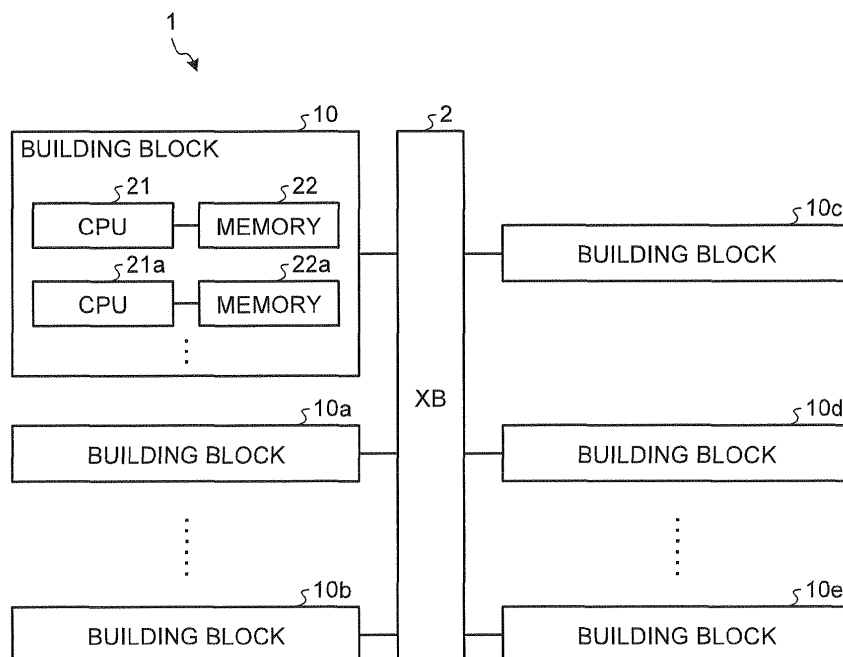 1
10
2
BUILDING BLOCK
21
22
CPU
MEMORY
10c
BUILDING BLOCK
21a
22a
CPU
MEMORY
XB
10a
BUILDING BLOCK
10d
BUILDING BLOCK
10b
BUILDING BLOCK
10e
BUILDING BLOCK